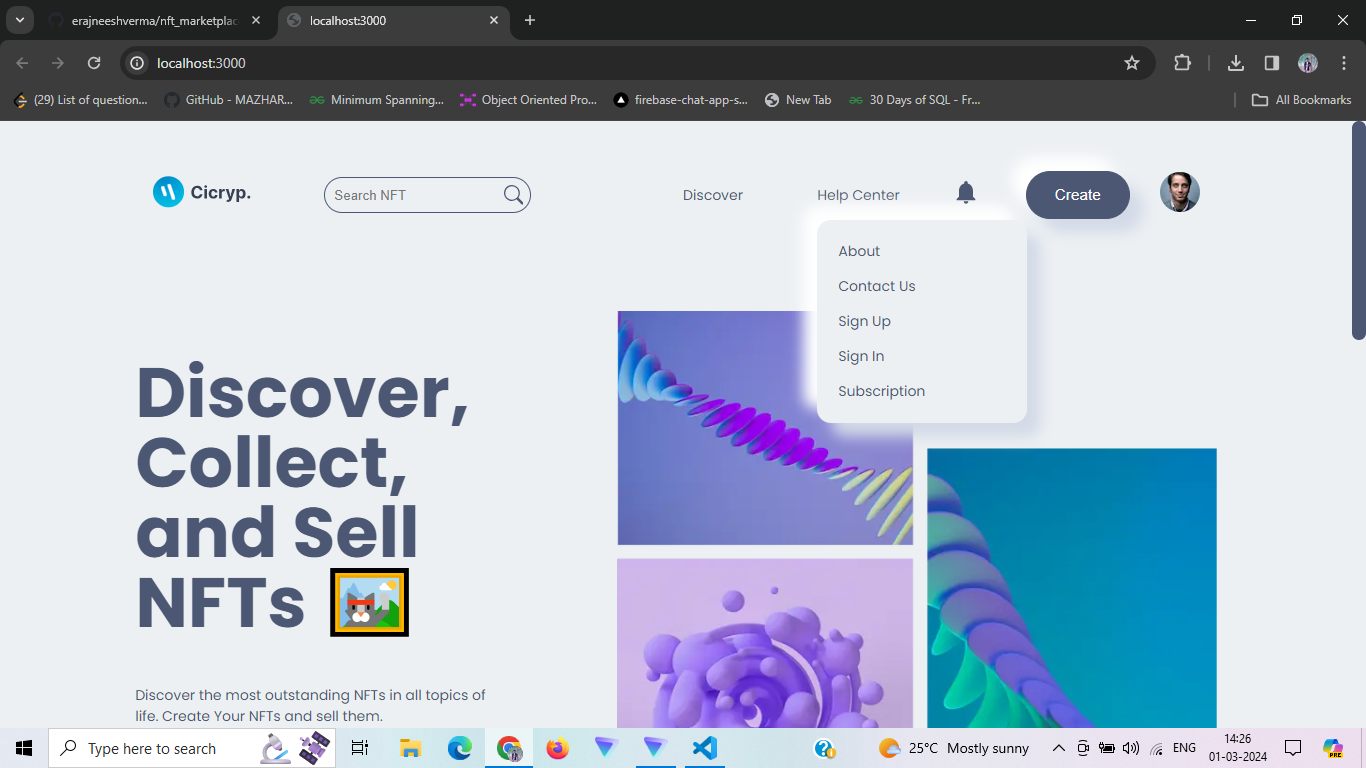 erajneeshverma/nft_marketplac
localhost:3000
localhost:3000
(29) List of question...
GitHub - MAZHAR...
Minimum Spanning...
Object Oriented Pro...
firebase-chat-app-s...
New Tab
30 Days of SQL - Fr...
All Bookmarks
Cicryp.
Search NFT
Discover
Help Center
Create
About
Contact Us
Sign Up
Sign In
Subscription
Discover,
Collect,
and Sell
NFTs
Discover the most outstanding NFTs in all topics of
life. Create Your NFTs and sell them.
Type here to search
25°C Mostly sunny
ENG
14:26
01-03-2024
PRE